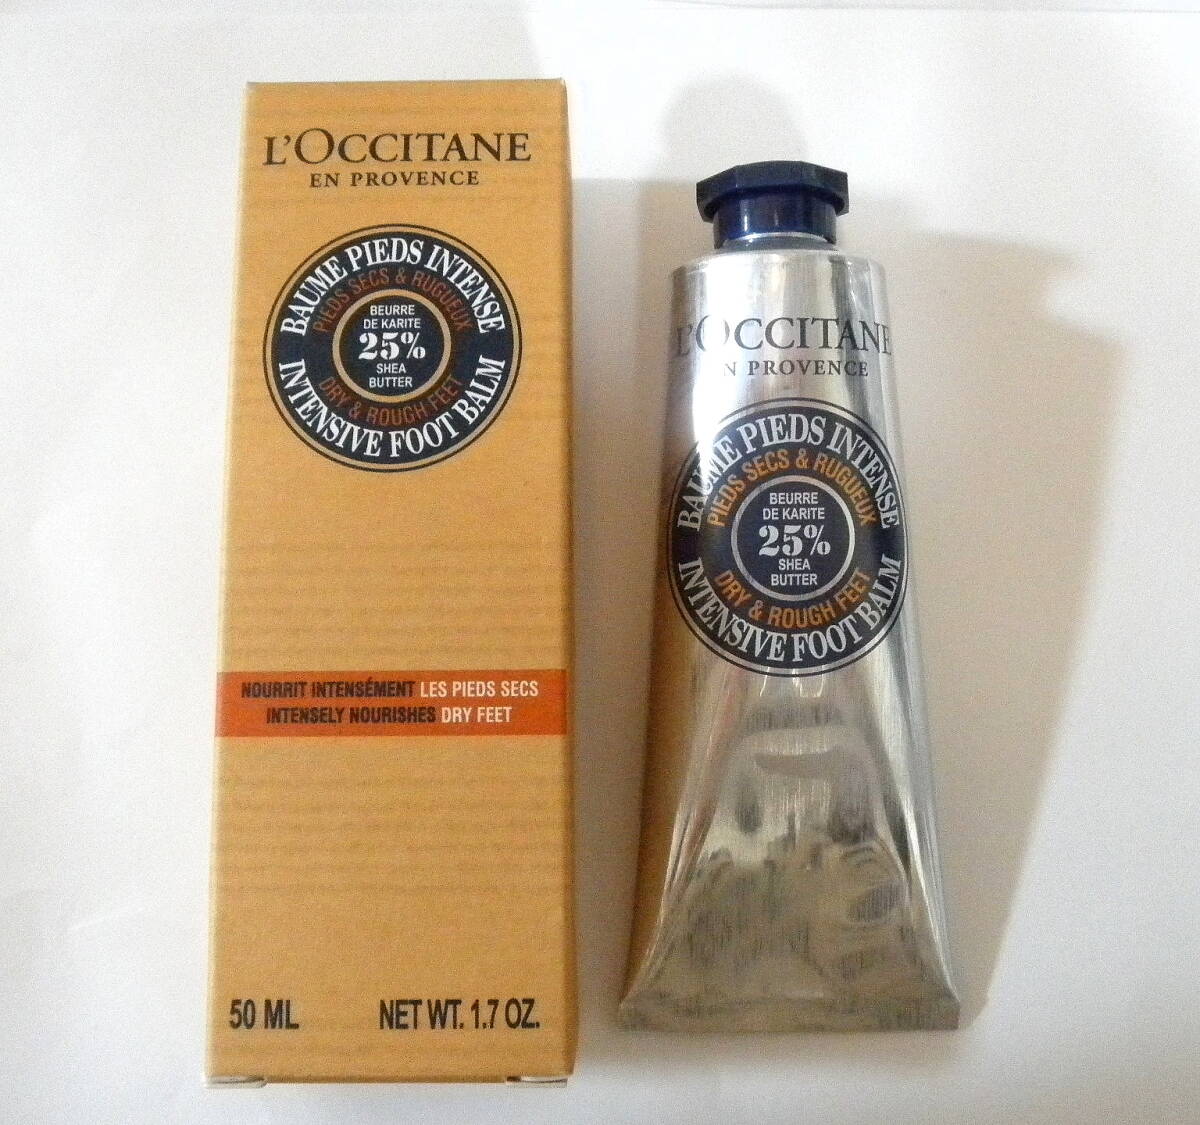 L'OCCITANE
EN PROVENCE
BAUME PIEDS INTENSE
PIEDS SECS & RUGUEUX
BEURRE
DE KARITE
25%
SHEA
BUTTER
DRY & ROUGH FEET
INTENSIVE FOOT BALM
NOURRIT INTENSÉMENT LES PIEDS SECS
INTENSELY NOURISHES DRY FEET
50 ML NET WT. 1.7 OZ.
L'OCCITANE
EN PROVENCE
BAUME PIEDS INTENSE
PIEDS SECS & RUGUEUX
BEURRE
DE KARITE
25%
SHEA
BUTTER
DRY & ROUGH FEET
INTENSIVE FOOT BALM